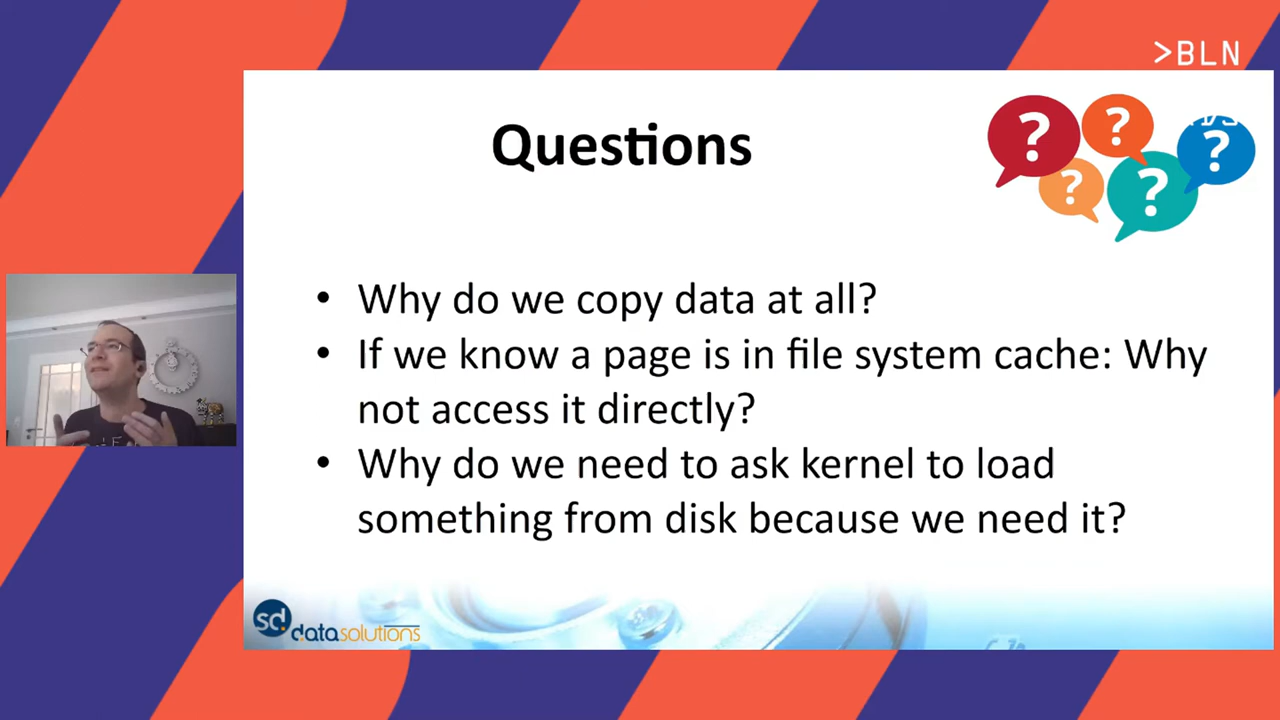 >BLN
Questions
? ? ? ? ?
• Why do we copy data at all?
• If we know a page is in file system cache: Why
not access it directly?
• Why do we need to ask kernel to load
something from disk because we need it?
sd.
datasolutions